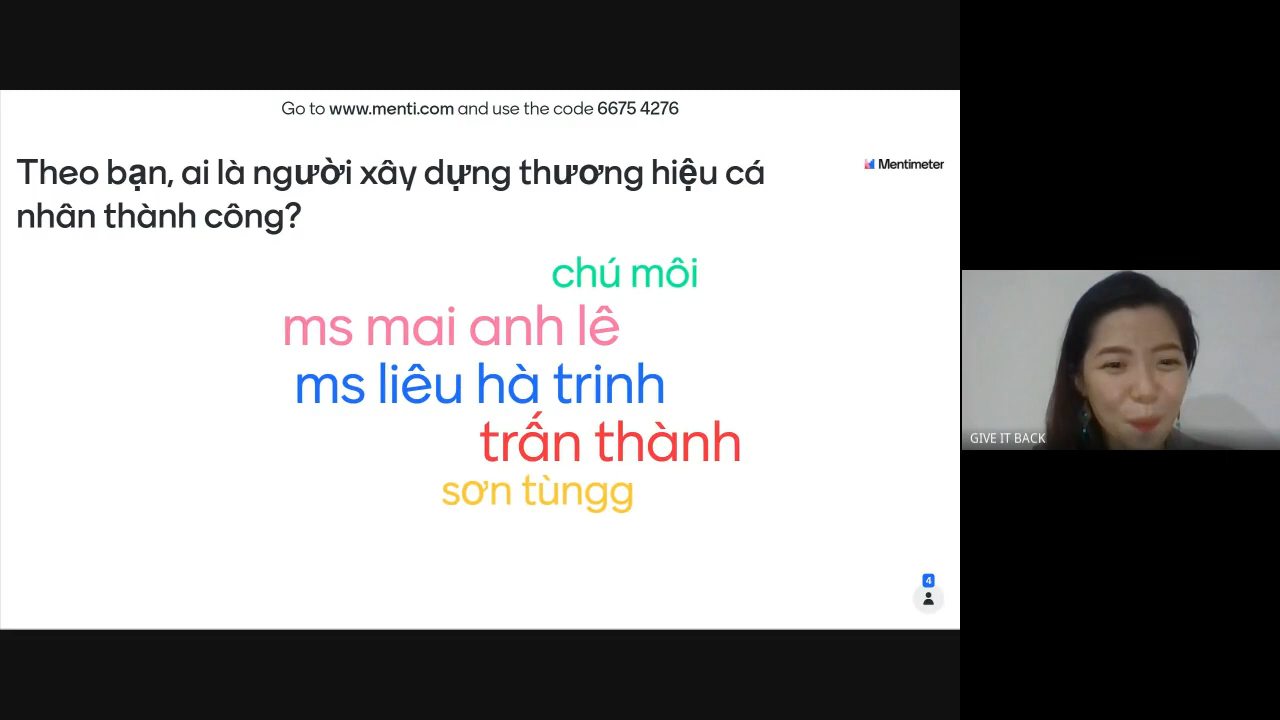 Go to www.menti.com and use the code 6675 4276
Theo bạn, ai là người xây dựng thương hiệu cá
nhân thành công?
Mentimeter
chú môi
ms mai anh lê
ms liêu hà trinh
trấn thành
sơn tùngg
4
GIVE IT BACK